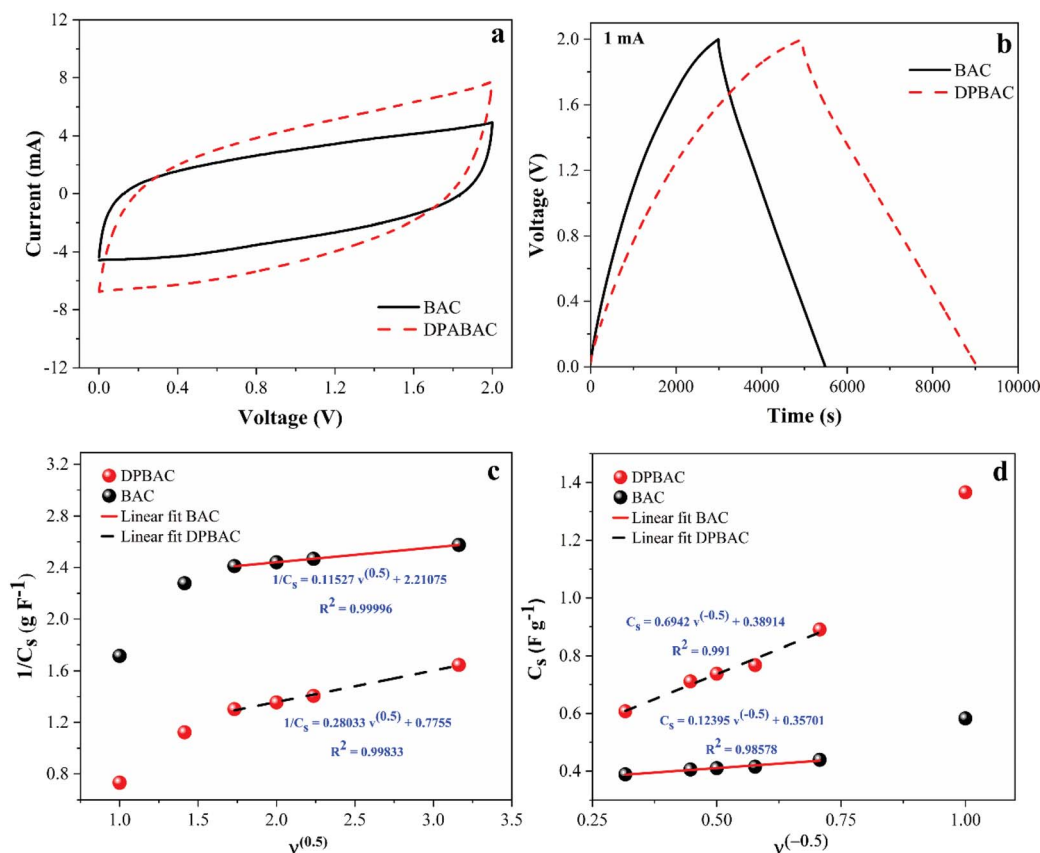 a
12
8
4
0
-4
-8
-12
0.0 0.4 0.8 1.2 1.6 2.0
Current (mA)
Voltage (V)
BAC
DPABAC
b
1 mA
2.0
1.6
1.2
0.8
0.4
0.0
0 2000 4000 6000 8000 10000
Voltage (V)
Time (s)
BAC
DPBAC
c
3.2
2.8
2.4
2.0
1.6
1.2
0.8
1.0 1.5 2.0 2.5 3.0 3.5
1/Cs (g F-1)
ν(0.5)
DPBAC
BAC
Linear fit BAC
Linear fit DPBAC
1/Cs = 0.11527 v(0.5) + 2.21075
R2 = 0.99996
1/Cs = 0.28033 v(0.5) + 0.7755
R2 = 0.99833
d
1.4
1.2
1.0
0.8
0.6
0.4
0.25 0.50 0.75 1.00
Cs (F g-1)
ν(−0.5)
DPBAC
BAC
Linear fit BAC
Linear fit DPBAC
Cs = 0.6942 v(-0.5) + 0.38914
R2 = 0.991
Cs = 0.12395 v(-0.5) + 0.35701
R2 = 0.98578